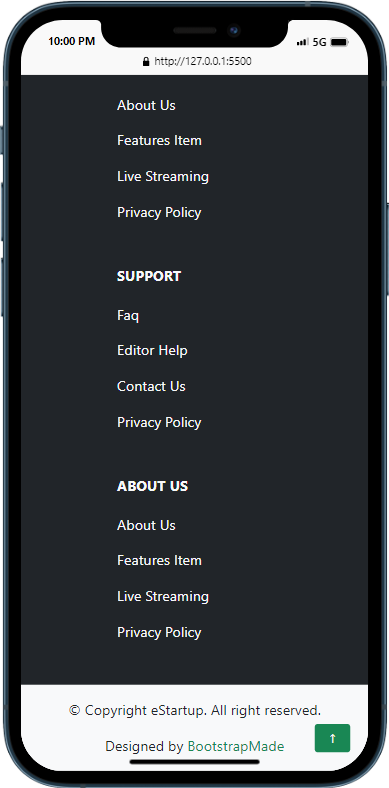 10:00 PM 5G
http://127.0.0.1:5500
About Us
Features Item
Live Streaming
Privacy Policy
SUPPORT
Faq
Editor Help
Contact Us
Privacy Policy
ABOUT US
About Us
Features Item
Live Streaming
Privacy Policy
© Copyright eStartup. All right reserved.
Designed by BootstrapMade
↑